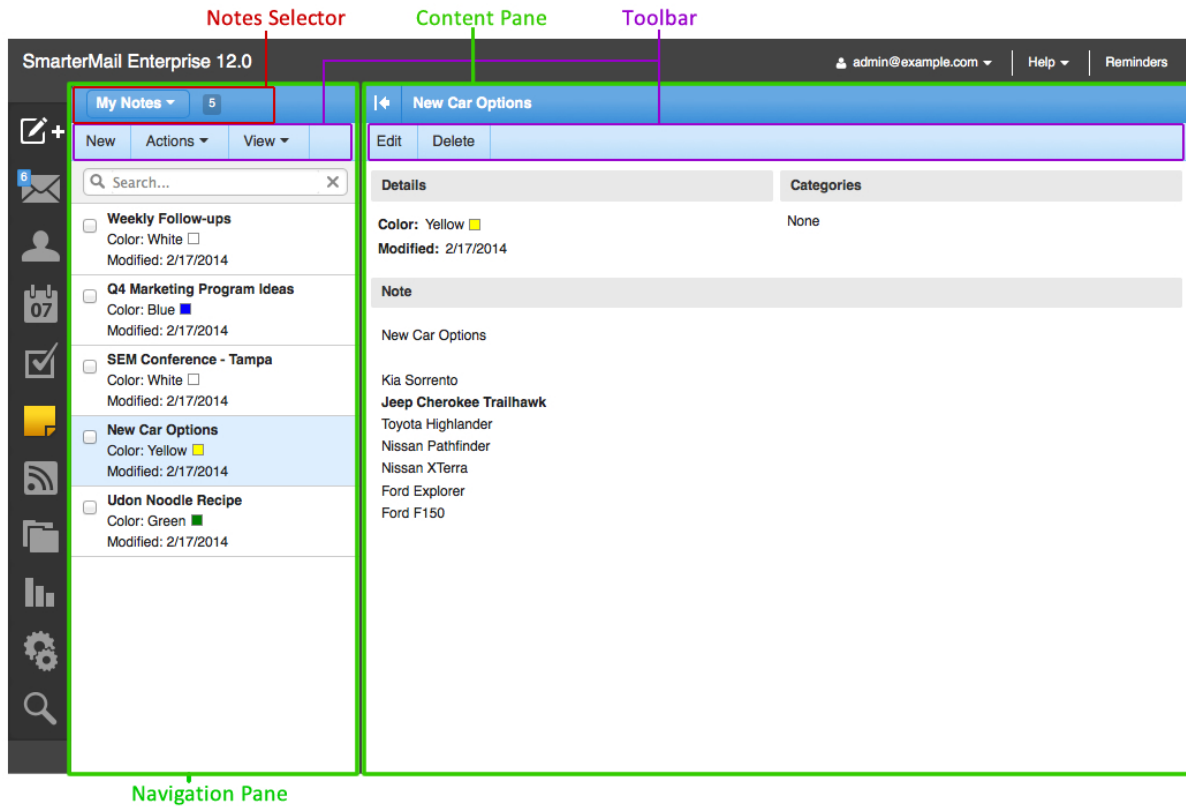 Notes Selector
Content Pane
Toolbar
SmarterMail Enterprise 12.0
admin@example.com
Help
Reminders
My Notes
5
New Car Options
New
Actions
View
Edit
Delete
6
07
Search...
Weekly Follow-ups
Color: White
Modified: 2/17/2014
Q4 Marketing Program Ideas
Color: Blue
Modified: 2/17/2014
SEM Conference - Tampa
Color: White
Modified: 2/17/2014
New Car Options
Color: Yellow
Modified: 2/17/2014
Udon Noodle Recipe
Color: Green
Modified: 2/17/2014
Details
Categories
Color: Yellow
None
Modified: 2/17/2014
Note
New Car Options
Kia Sorrento
Jeep Cherokee Trailhawk
Toyota Highlander
Nissan Pathfinder
Nissan XTerra
Ford Explorer
Ford F150
Navigation Pane